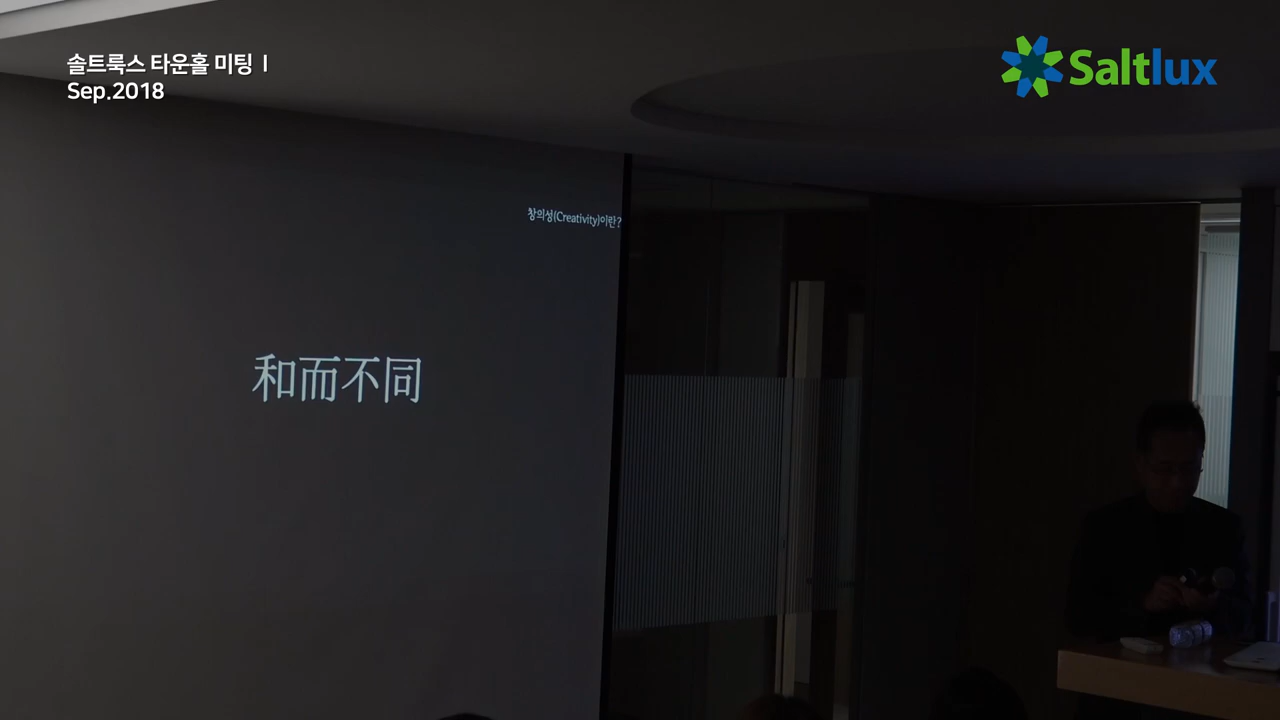 솔트룩스 타운홀 미팅 I
Sep.2018
Saltlux
창의성(Creativity)이란?
和而不同